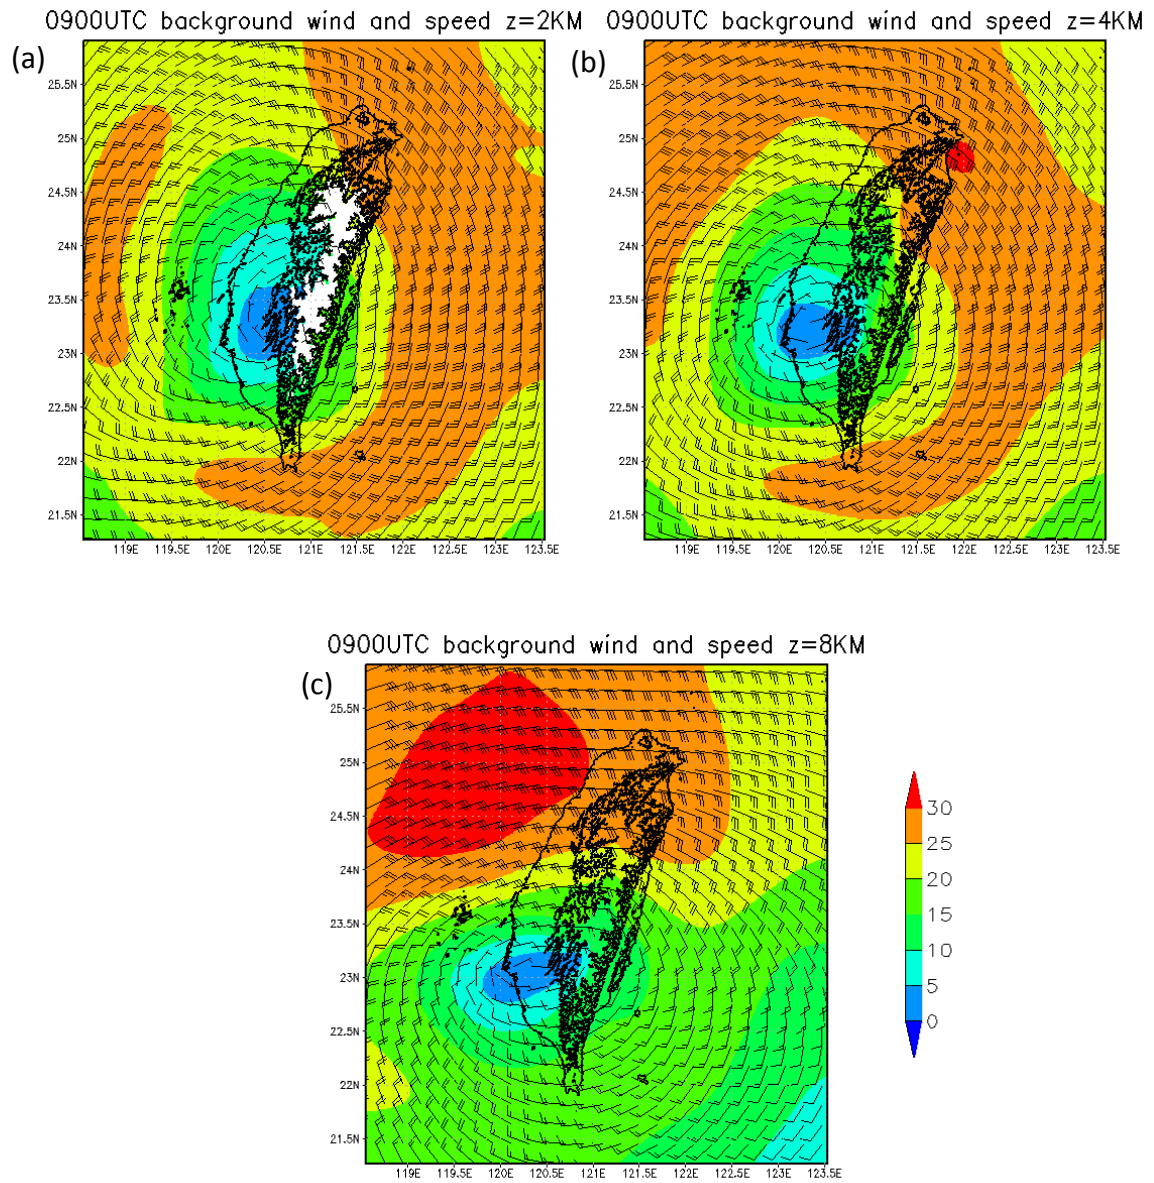 0900UTC background wind and speed z=2KM
0900UTC background wind and speed z=4KM
(a)
(b)
25.5N
25N
24.5N
24N
23.5N
23N
22.5N
22N
21.5N
119E 119.5E 120E 120.5E 121E 121.5E 122E 122.5E 123E 123.5E
25.5N
25N
24.5N
24N
23.5N
23N
22.5N
22N
21.5N
119E 119.5E 120E 120.5E 121E 121.5E 122E 122.5E 123E 123.5E
0900UTC background wind and speed z=8KM
(c)
25.5N
25N
24.5N
24N
23.5N
23N
22.5N
22N
21.5N
119E 119.5E 120E 120.5E 121E 121.5E 122E 122.5E 123E 123.5E
30
25
20
15
10
5
0